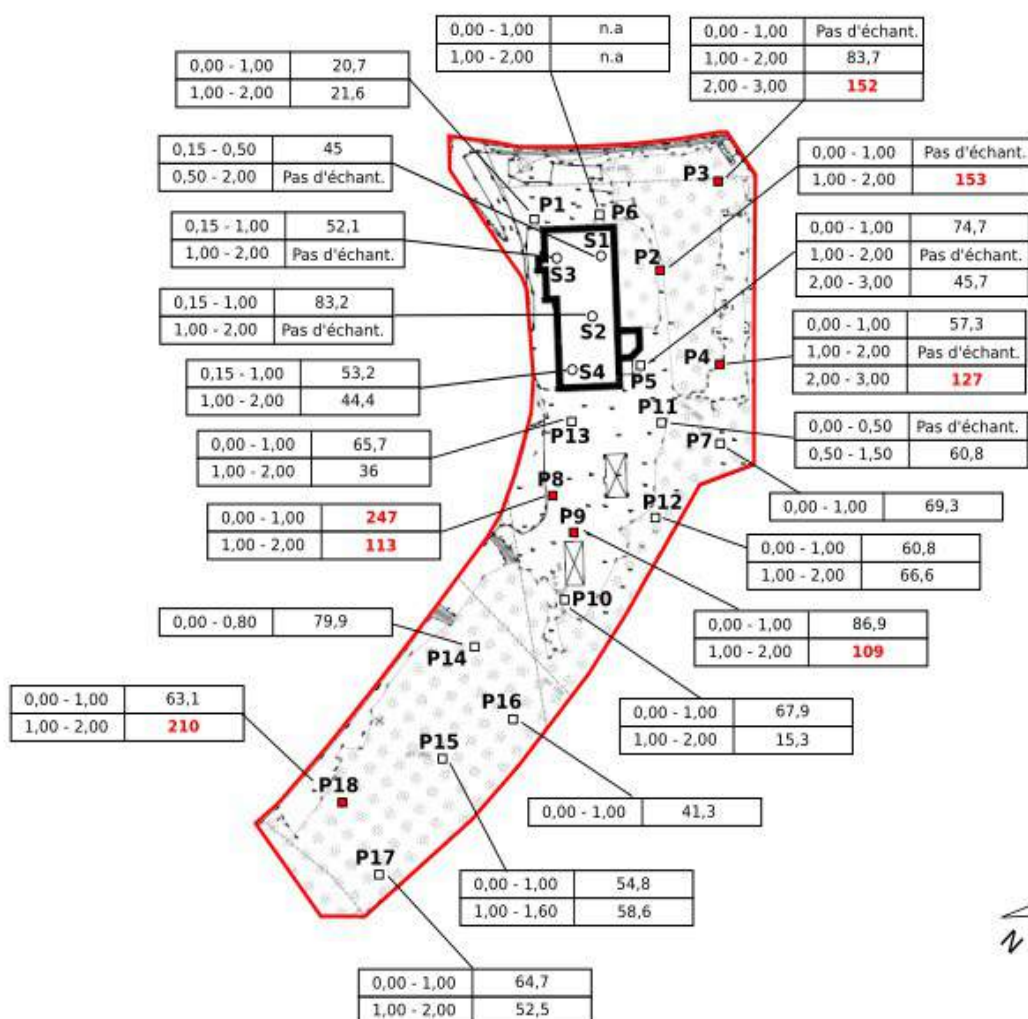 0,00 - 1,00 n.a
1,00 - 2,00 n.a
0,00 - 1,00 Pas d'échant.
1,00 - 2,00 83,7
2,00 - 3,00 152
0,00 - 1,00 20,7
1,00 - 2,00 21,6
0,15 - 0,50 45
0,50 - 2,00 Pas d'échant.
0,00 - 1,00 Pas d'échant.
1,00 - 2,00 153
P3
P1
P6
0,15 - 1,00 52,1
1,00 - 2,00 Pas d'échant.
S1
S3
P2
0,00 - 1,00 74,7
1,00 - 2,00 Pas d'échant.
2,00 - 3,00 45,7
0,15 - 1,00 83,2
1,00 - 2,00 Pas d'échant.
S2
0,00 - 1,00 57,3
1,00 - 2,00 Pas d'échant.
2,00 - 3,00 127
P4
P5
S4
0,15 - 1,00 53,2
1,00 - 2,00 44,4
P11
P13
P7
0,00 - 0,50 Pas d'échant.
0,50 - 1,50 60,8
0,00 - 1,00 65,7
1,00 - 2,00 36
P8
0,00 - 1,00 69,3
0,00 - 1,00 247
1,00 - 2,00 113
P9
P12
0,00 - 1,00 60,8
1,00 - 2,00 66,6
P10
0,00 - 0,80 79,9
0,00 - 1,00 86,9
1,00 - 2,00 109
P14
0,00 - 1,00 63,1
1,00 - 2,00 210
P16
0,00 - 1,00 67,9
1,00 - 2,00 15,3
P15
P18
0,00 - 1,00 41,3
P17
0,00 - 1,00 54,8
1,00 - 1,60 58,6
N
0,00 - 1,00 64,7
1,00 - 2,00 52,5